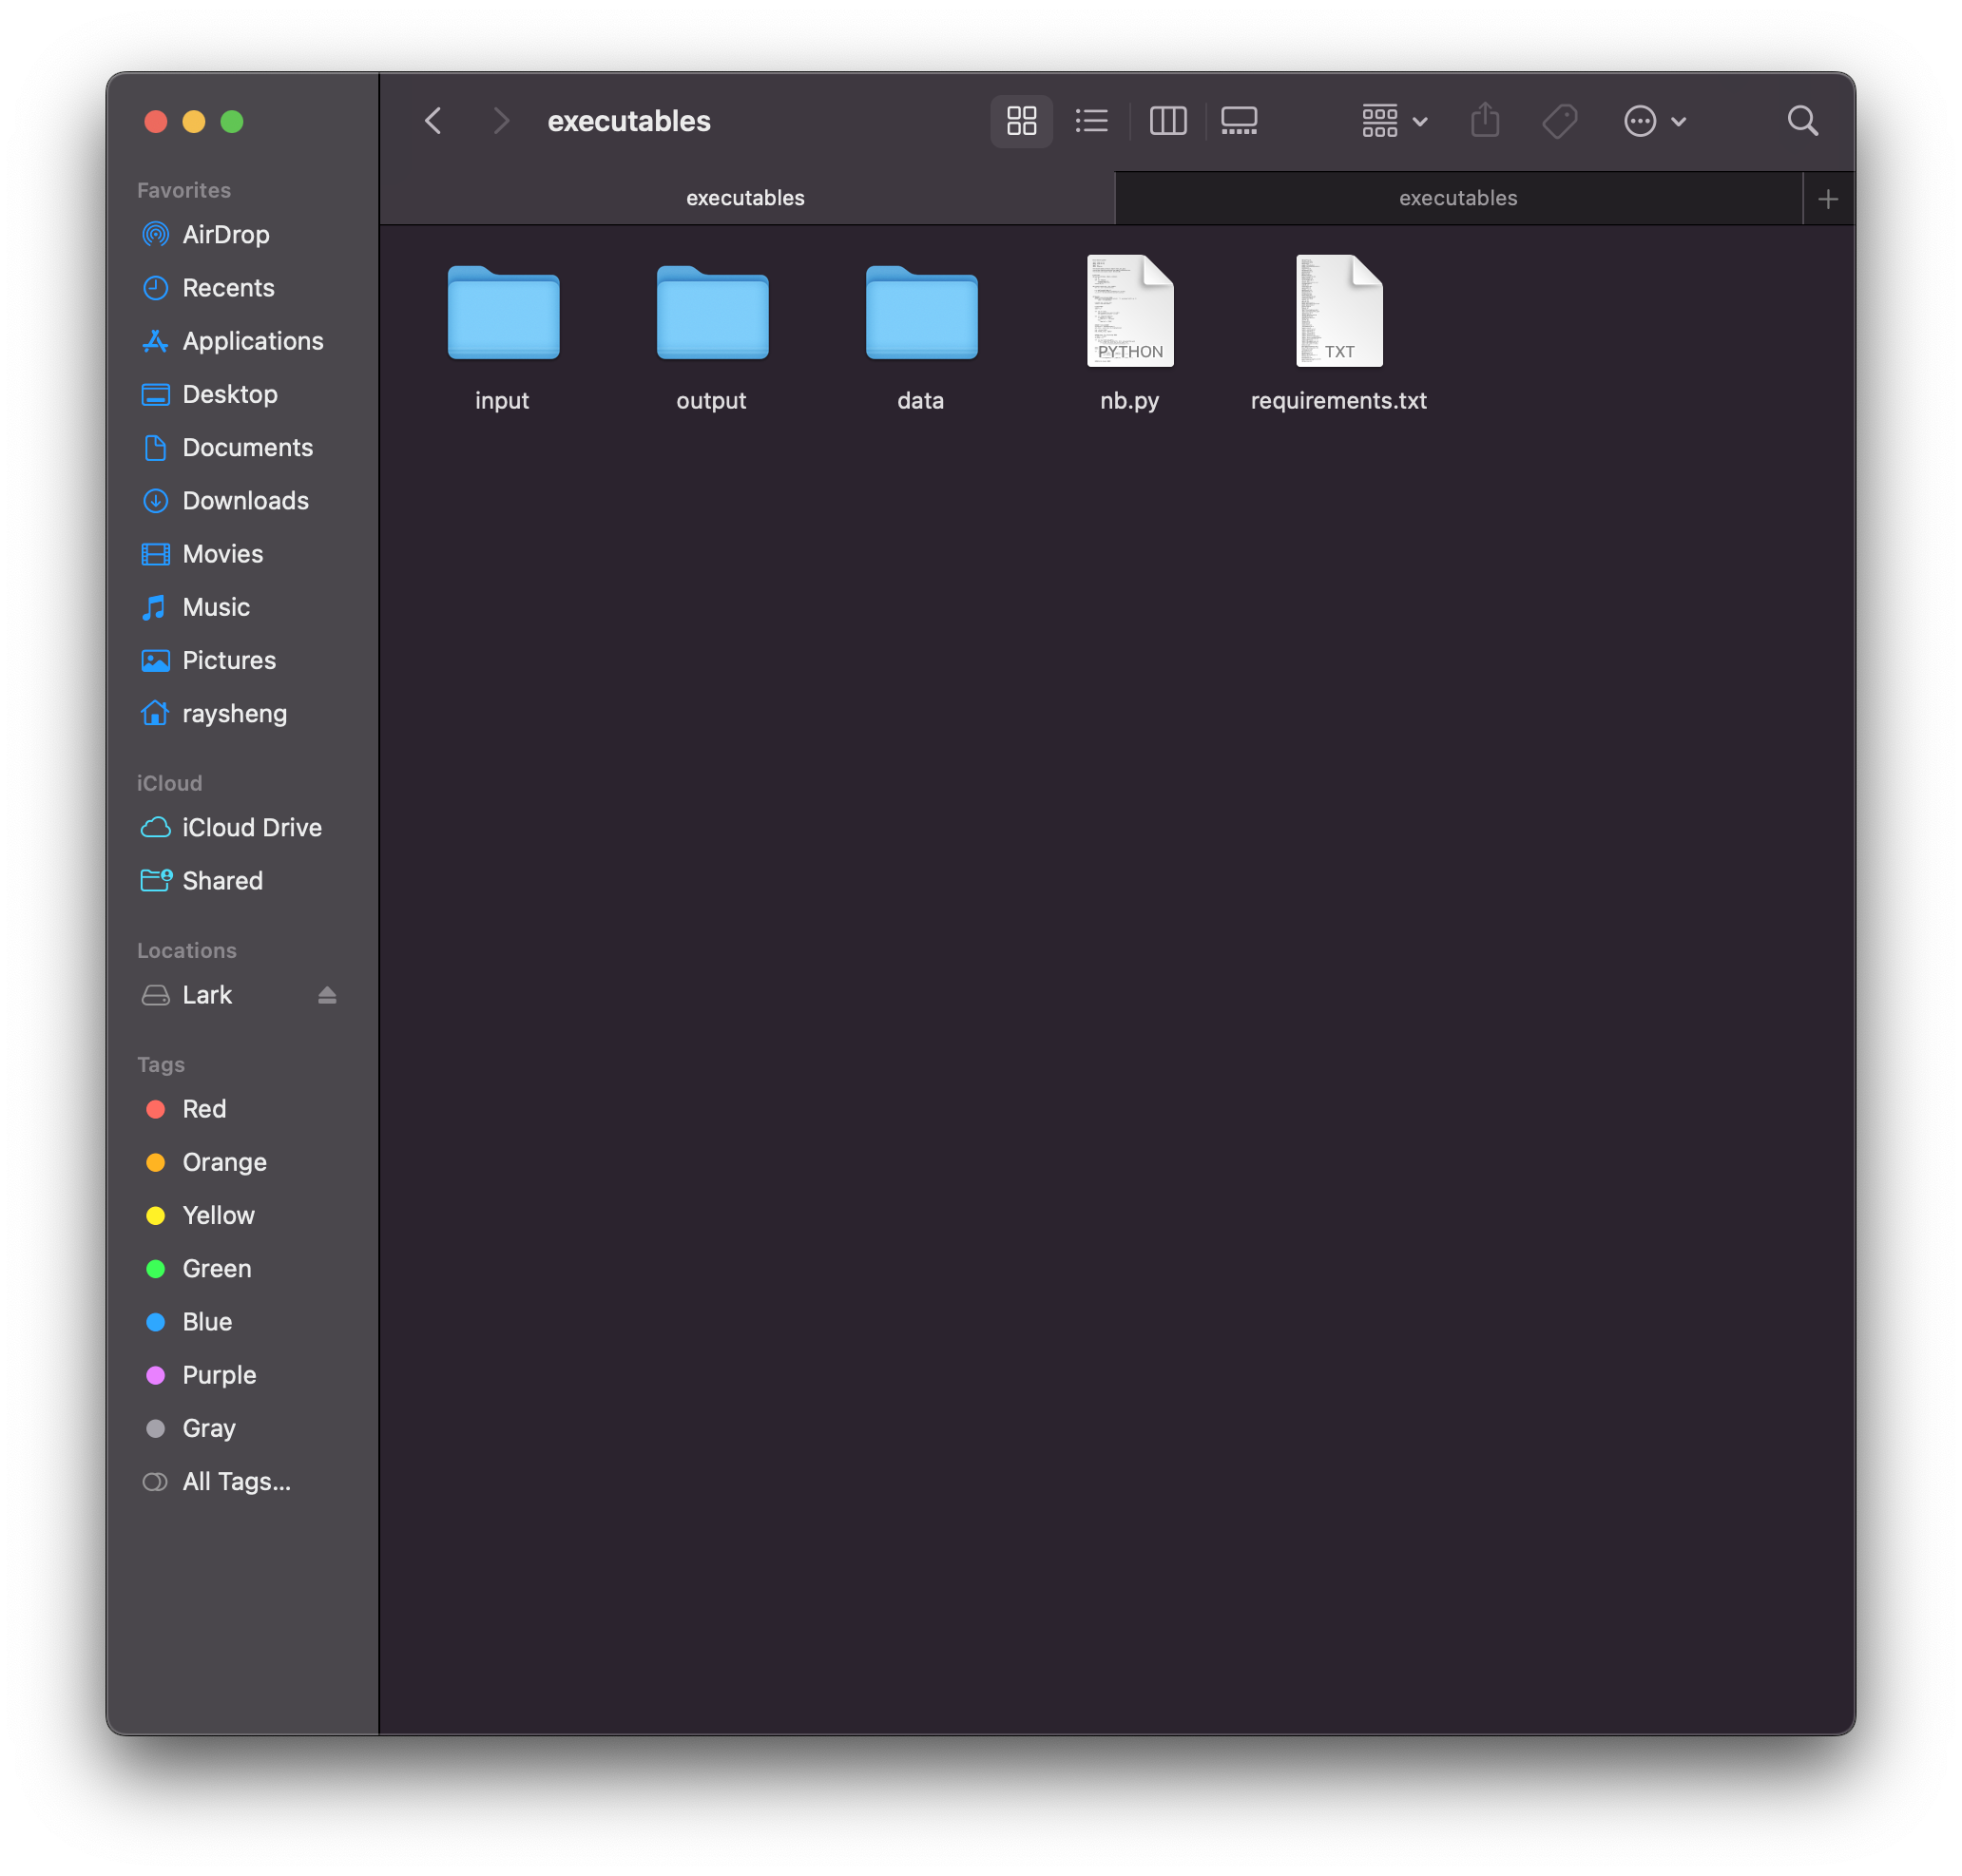 executables
executables
executables
Favorites
AirDrop
Recents
Applications
Desktop
Documents
Downloads
Movies
Music
Pictures
raysheng
iCloud
iCloud Drive
Shared
Locations
Lark
Tags
Red
Orange
Yellow
Green
Blue
Purple
Gray
All Tags...
PYTHON
TXT
input
output
data
nb.py
requirements.txt